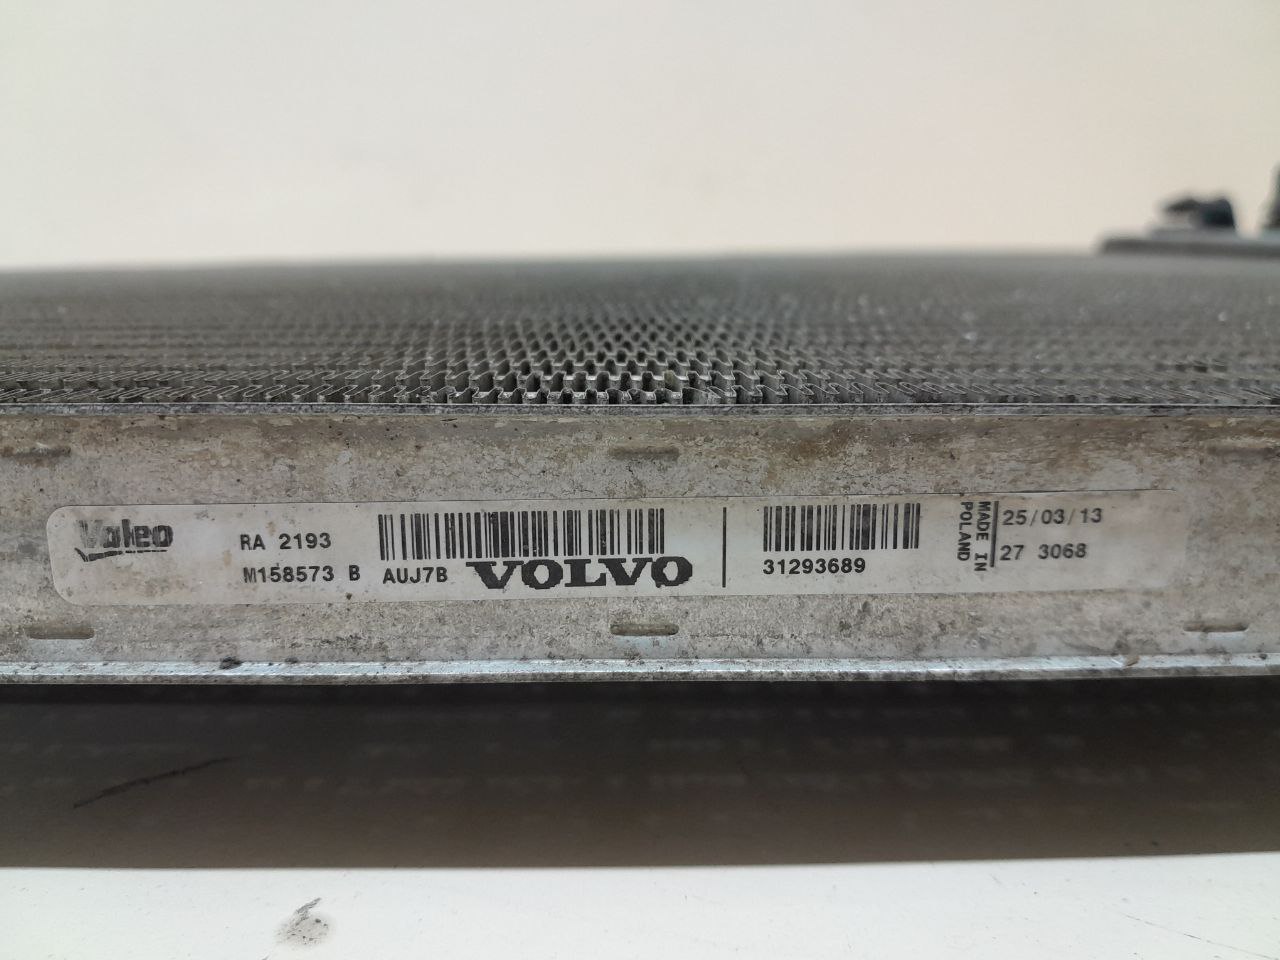 Valeo
RA 2193
M158573 B
AUJ7B
VOLVO
31293689
MADE IN
POLAND
25/03/13
27 3068